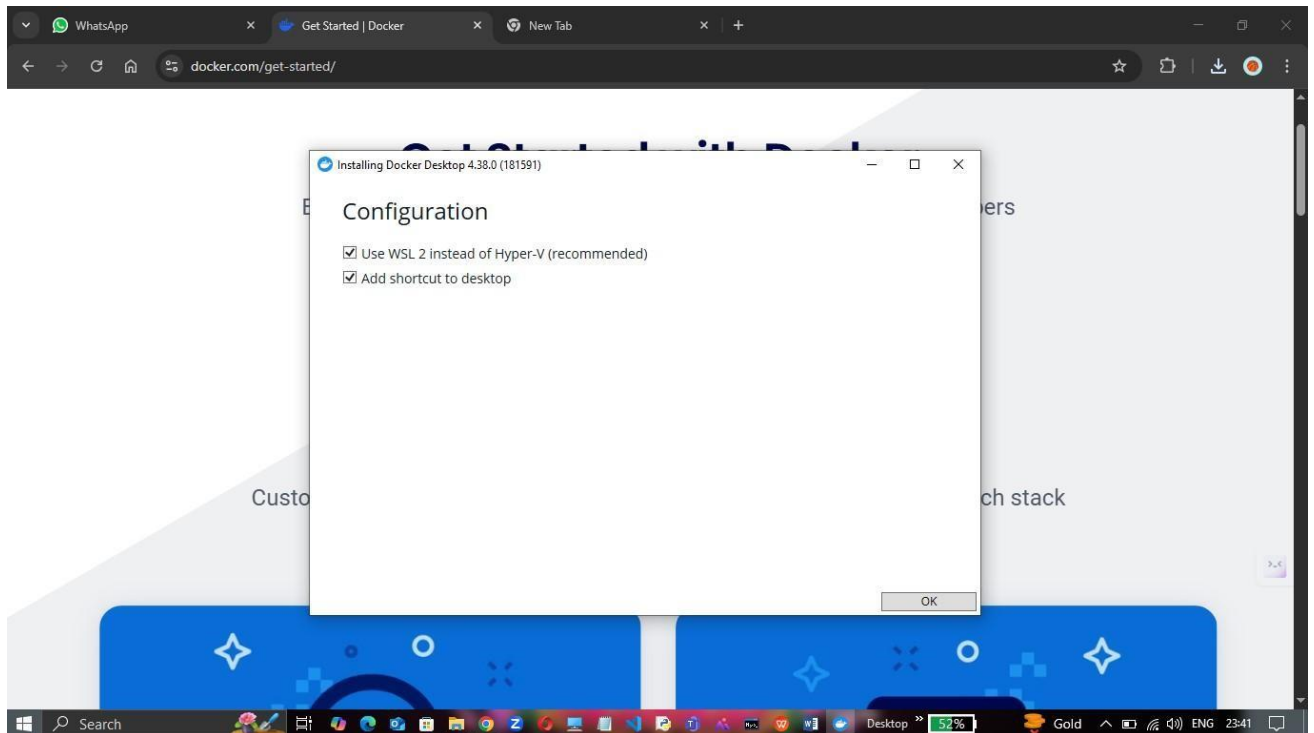 WhatsApp
Get Started | Docker
New Tab
docker.com/get-started/
Installing Docker Desktop 4.38.0 (181591)
Configuration
Use WSL 2 instead of Hyper-V (recommended)
Add shortcut to desktop
Custo
ch stack
OK
Search
Desktop
52%
Gold
ENG
23:41